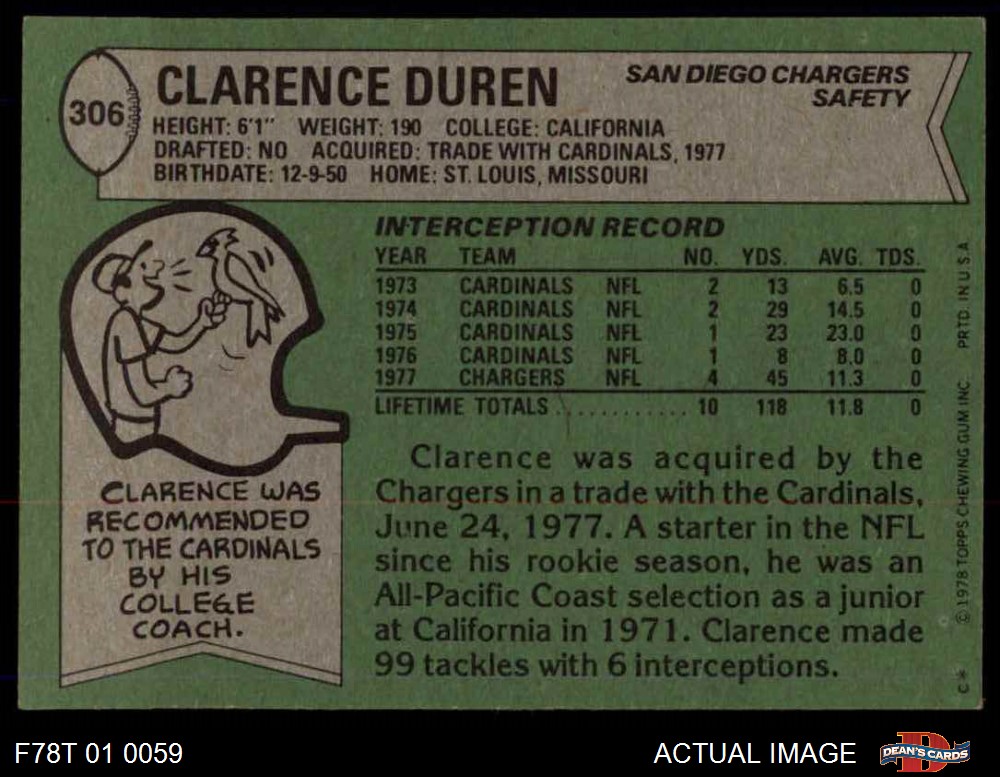 306
CLARENCE DUREN
SAN DIEGO CHARGERS
SAFETY
HEIGHT: 6'1" WEIGHT: 190 COLLEGE: CALIFORNIA
DRAFTED: NO ACQUIRED: TRADE WITH CARDINALS, 1977
BIRTHDATE: 12-9-50 HOME: ST. LOUIS, MISSOURI
INTERCEPTION RECORD
YEAR TEAM NO. YDS. AVG. TDS.
1973 CARDINALS NFL 2 13 6.5 0
1974 CARDINALS NFL 2 29 14.5 0
1975 CARDINALS NFL 1 23 23.0 0
1976 CARDINALS NFL 1 8 8.0 0
1977 CHARGERS NFL 4 45 11.3 0
LIFETIME TOTALS ............ 10 118 11.8 0
Clarence was acquired by the
Chargers in a trade with the Cardinals,
June 24, 1977. A starter in the NFL
since his rookie season, he was an
All-Pacific Coast selection as a junior
at California in 1971. Clarence made
99 tackles with 6 interceptions.
CLARENCE WAS
RECOMMENDED
TO THE CARDINALS
BY HIS
COLLEGE
COACH.
C* © 1978 TOPPS CHEWING GUM INC. PRTD. IN U.S.A
F78T 01 0059
ACTUAL IMAGE
DEAN'S CARDS